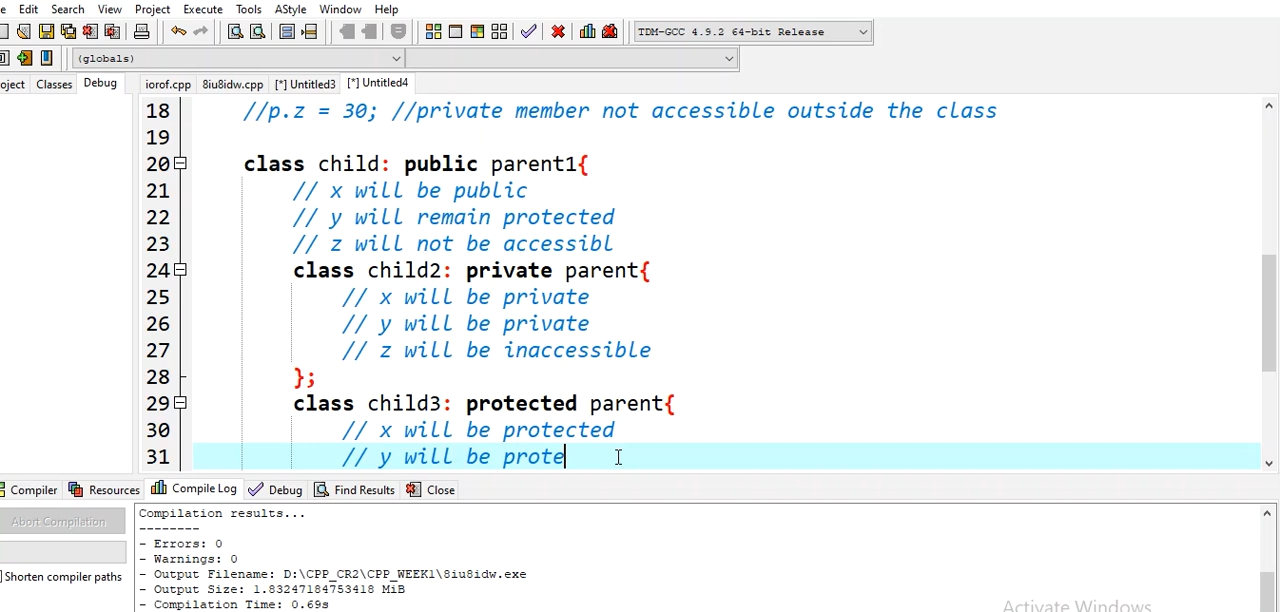 Edit Search View Project Execute Tools AStyle Window Help
TDM-GCC 4.9.2 64-bit Release
(globals)
oject Classes Debug iorof.cpp 8iu8idw.cpp [*] Untitled3 [*] Untitled4
18 //p.z = 30; //private member not accessible outside the class
19
20 class child: public parent1{
21 // x will be public
22 // y will remain protected
23 // z will not be accessibl
24 class child2: private parent{
25 // x will be private
26 // y will be private
27 // z will be inaccessible
28 };
29 class child3: protected parent{
30 // x will be protected
31 // y will be prote
Compiler Resources Compile Log Debug Find Results Close
Abort Compilation
Shorten compiler paths
Compilation results...
--------
- Errors: 0
- Warnings: 0
- Output Filename: D:\CPP_CR2\CPP_WEEK1\8iu8idw.exe
- Output Size: 1.83247184753418 MiB
- Compilation Time: 0.69s
Activate Windows